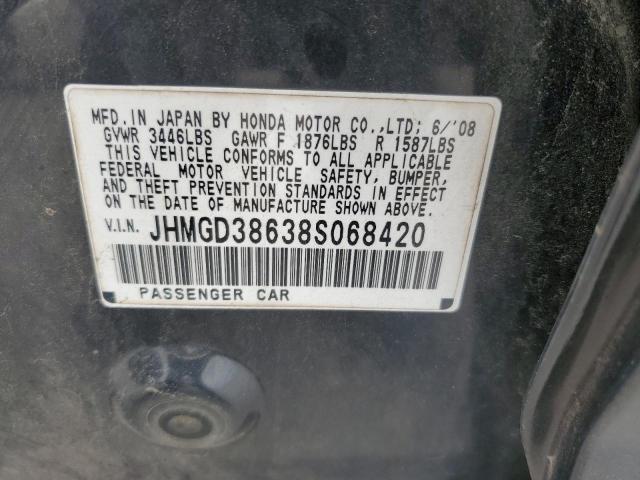 MFD. IN JAPAN BY HONDA MOTOR CO.,LTD; 6/'08
GVWR 3446LBS GAWR F 1876LBS R 1587LBS
THIS VEHICLE CONFORMS TO ALL APPLICABLE
FEDERAL MOTOR VEHICLE SAFETY, BUMPER,
AND THEFT PREVENTION STANDARDS IN EFFECT
ON THE DATE OF MANUFACTURE SHOWN ABOVE.
V.I.N. JHMGD38638S068420
PASSENGER CAR